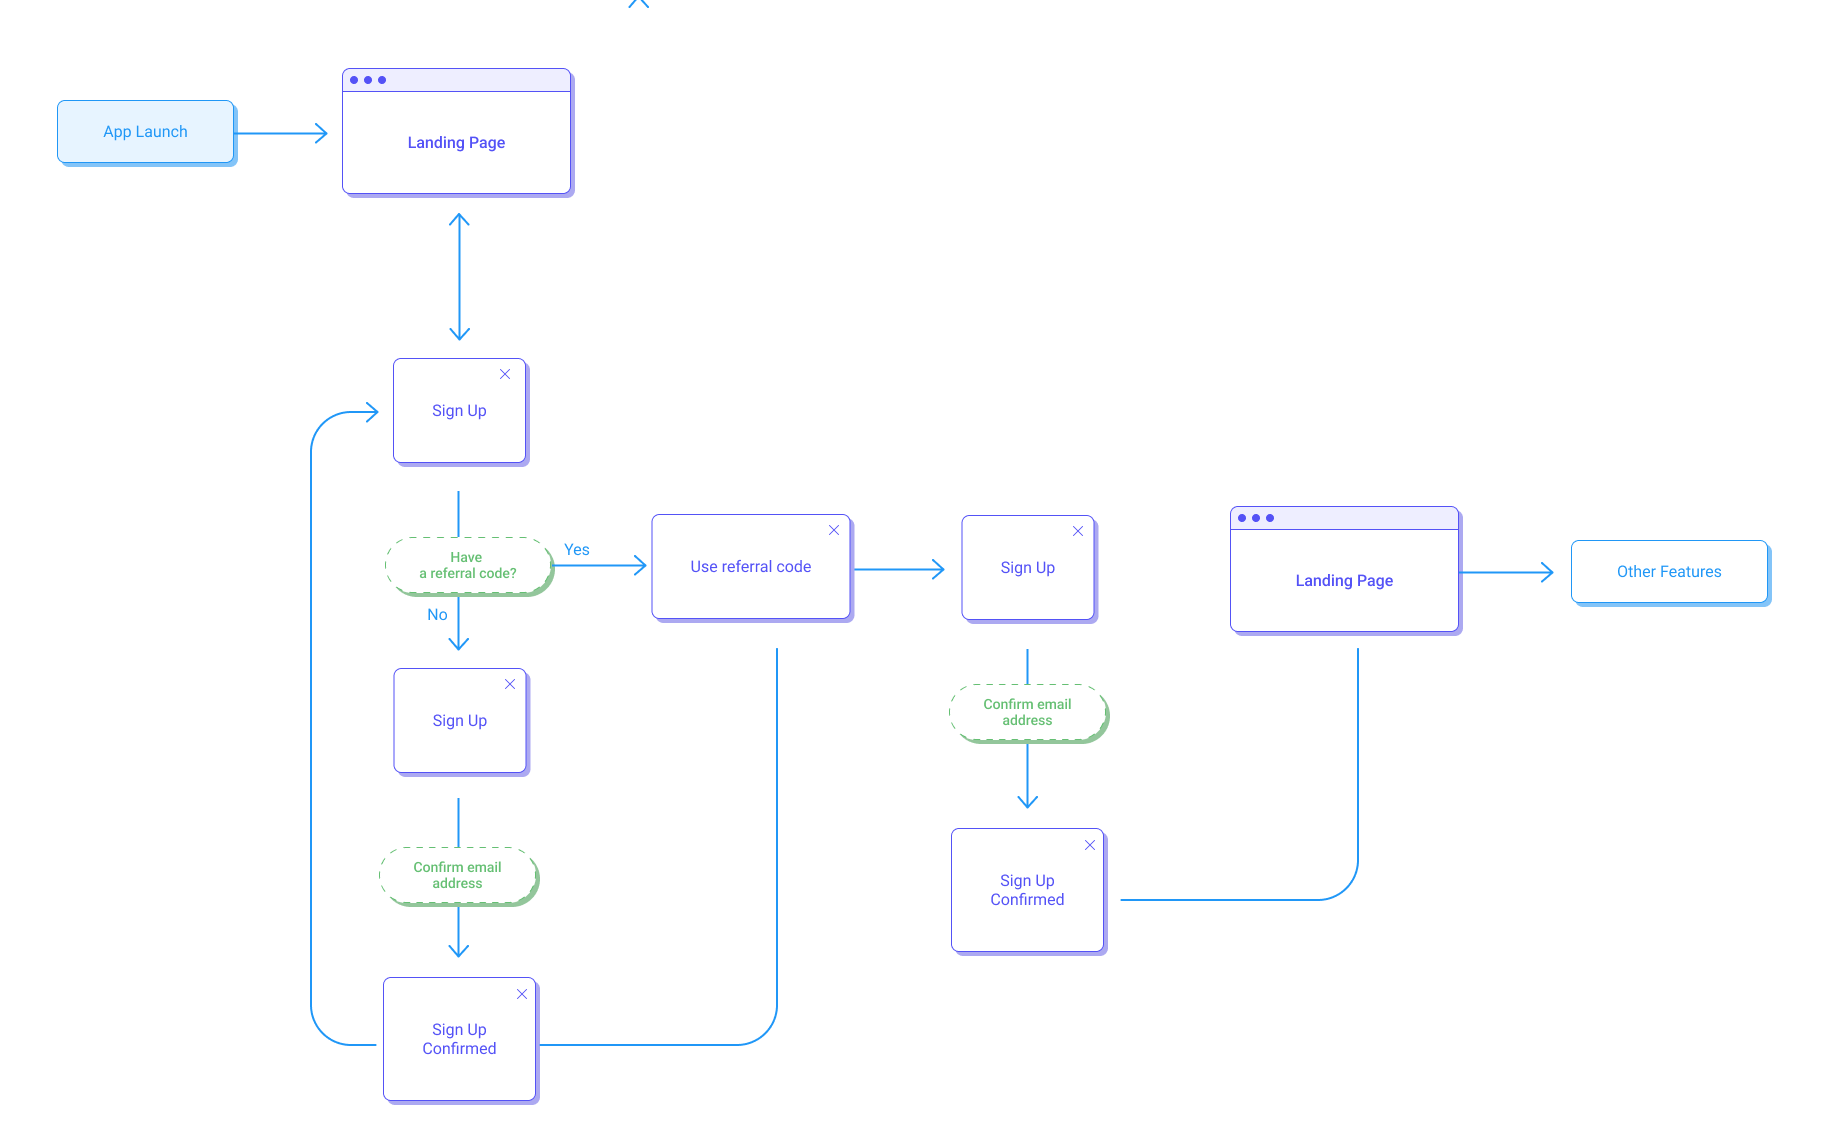 App Launch
Landing Page
Sign Up
Have
a referral code?
Yes
No
Use referral code
Sign Up
Landing Page
Other Features
Sign Up
Confirm email
address
Confirm email
address
Sign Up
Confirmed
Sign Up
Confirmed